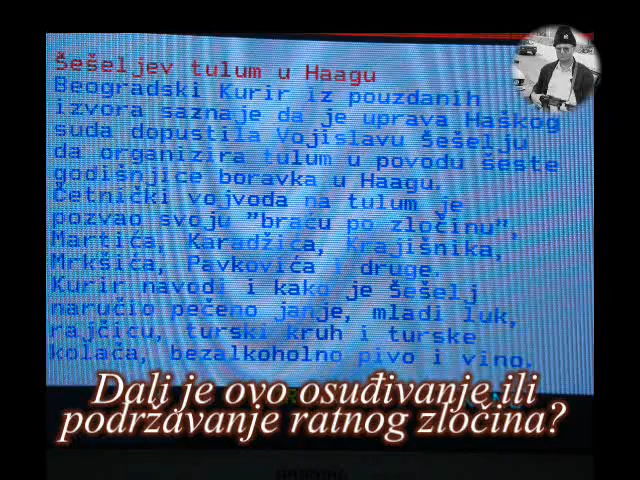 Šešeljev tulum u Haagu
Beogradski Kurir iz pouzdanih
izvora saznaje da je uprava Haškog
suda dopustila Vojislavu Šešelju
da organizira tulum u povodu šeste
godišnjice boravka u Haagu.
Četnički vojvoda na tulum je
pozvao svoju "braću po zločinu",
Martića, Karadžića, Krajišnika,
Mrkšića, Pavkovića i druge.
Kurir navodi i kako je Šešelj
naručio pečeno janje, mladi luk,
rajčicu, turski kruh i turske
kolača, bezalkoholno pivo i vino.
Dali je ovo osuđivanje ili
podržavanje ratnog zločina?